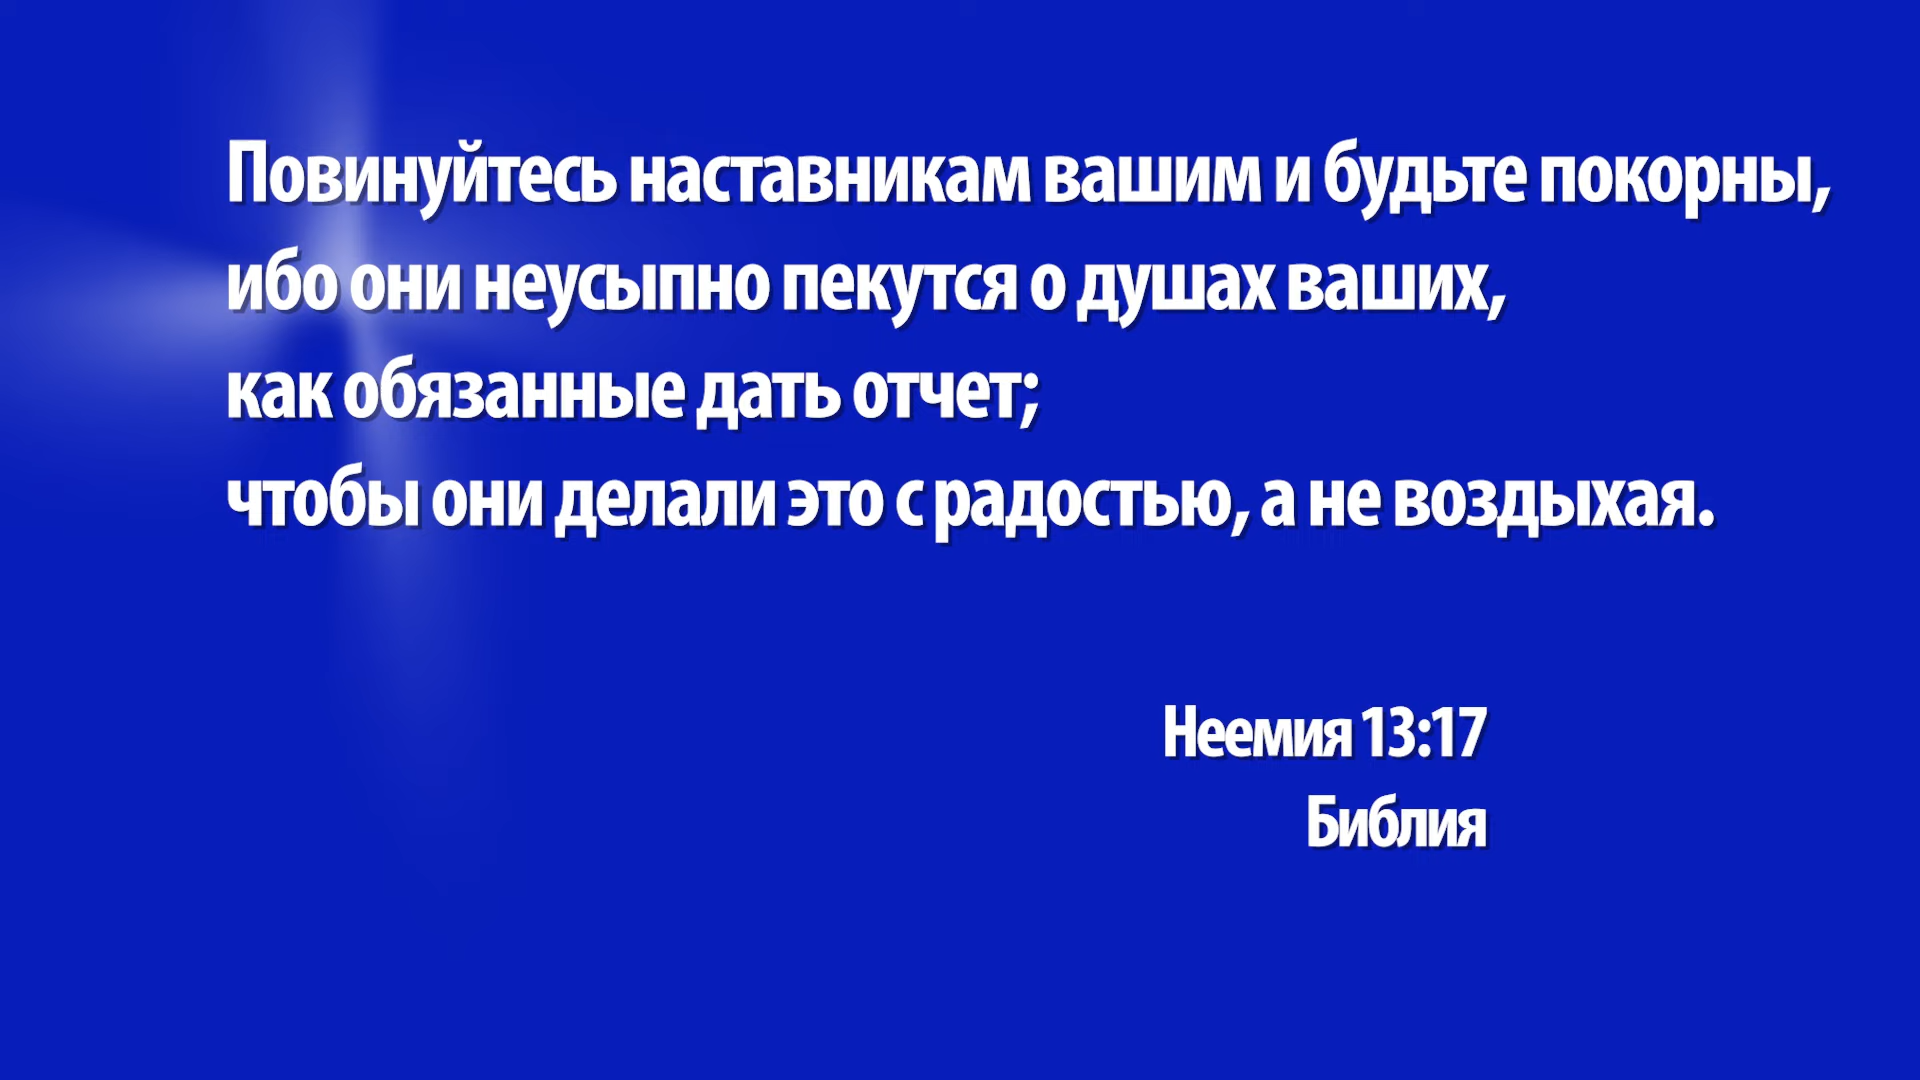 Повинуйтесь наставникам вашим и будьте покорны,
ибо они неусыпно пекутся о душах ваших,
как обязанные дать отчет;
чтобы они делали это с радостью, а не воздыхая.
Неемия 13:17
Библия